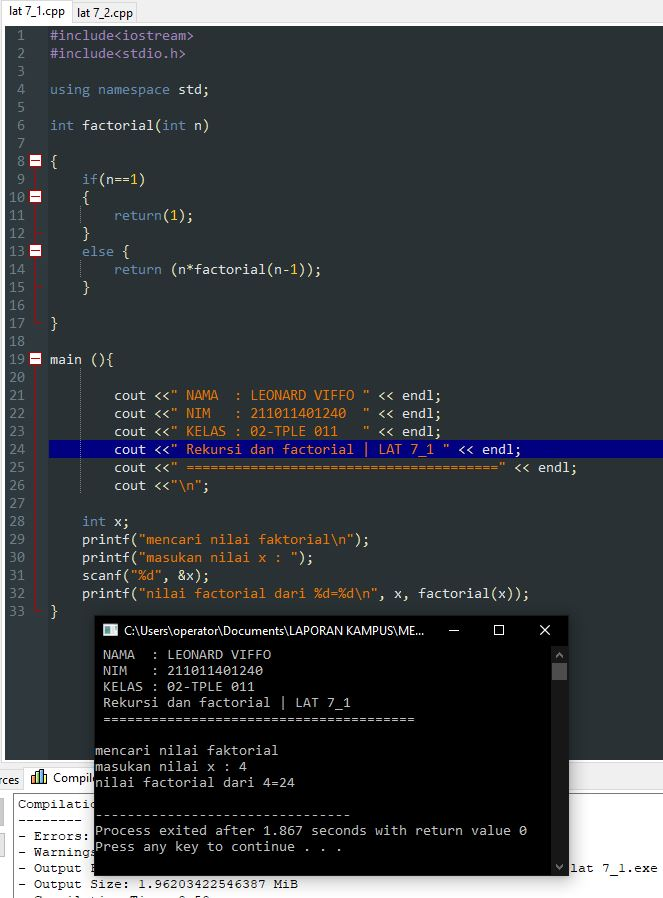 lat 7_1.cpp lat 7_2.cpp
1 #include<iostream>
2 #include<stdio.h>
3
4 using namespace std;
5
6 int factorial(int n)
7
8 {
9 if(n==1)
10 {
11 return(1);
12 }
13 else {
14 return (n*factorial(n-1));
15 }
16
17 }
18
19 main (){
20
21 cout <<" NAMA  : LEONARD VIFFO " << endl;
22 cout <<" NIM   : 211011401240  " << endl;
23 cout <<" KELAS : 02-TPLE 011   " << endl;
24 cout <<" Rekursi dan factorial | LAT 7_1 " << endl;
25 cout <<" =======================================" << endl;
26 cout <<"\n";
27
28 int x;
29 printf("mencari nilai faktorial\n");
30 printf("masukan nilai x : ");
31 scanf("%d", &x);
32 printf("nilai factorial dari %d=%d\n", x, factorial(x));
33 }
C:\Users\operator\Documents\LAPORAN KAMPUS\ME...
NAMA  : LEONARD VIFFO
NIM   : 211011401240
KELAS : 02-TPLE 011
Rekursi dan factorial | LAT 7_1
=======================================
mencari nilai faktorial
masukan nilai x : 4
nilai factorial dari 4=24
--------------------------------
Process exited after 1.867 seconds with return value 0
Press any key to continue . . .
rces Compil
Compilatio
--------
- Errors:
- Warnings
- Output lat 7_1.exe
- Output Size: 1.96203422546387 MiB